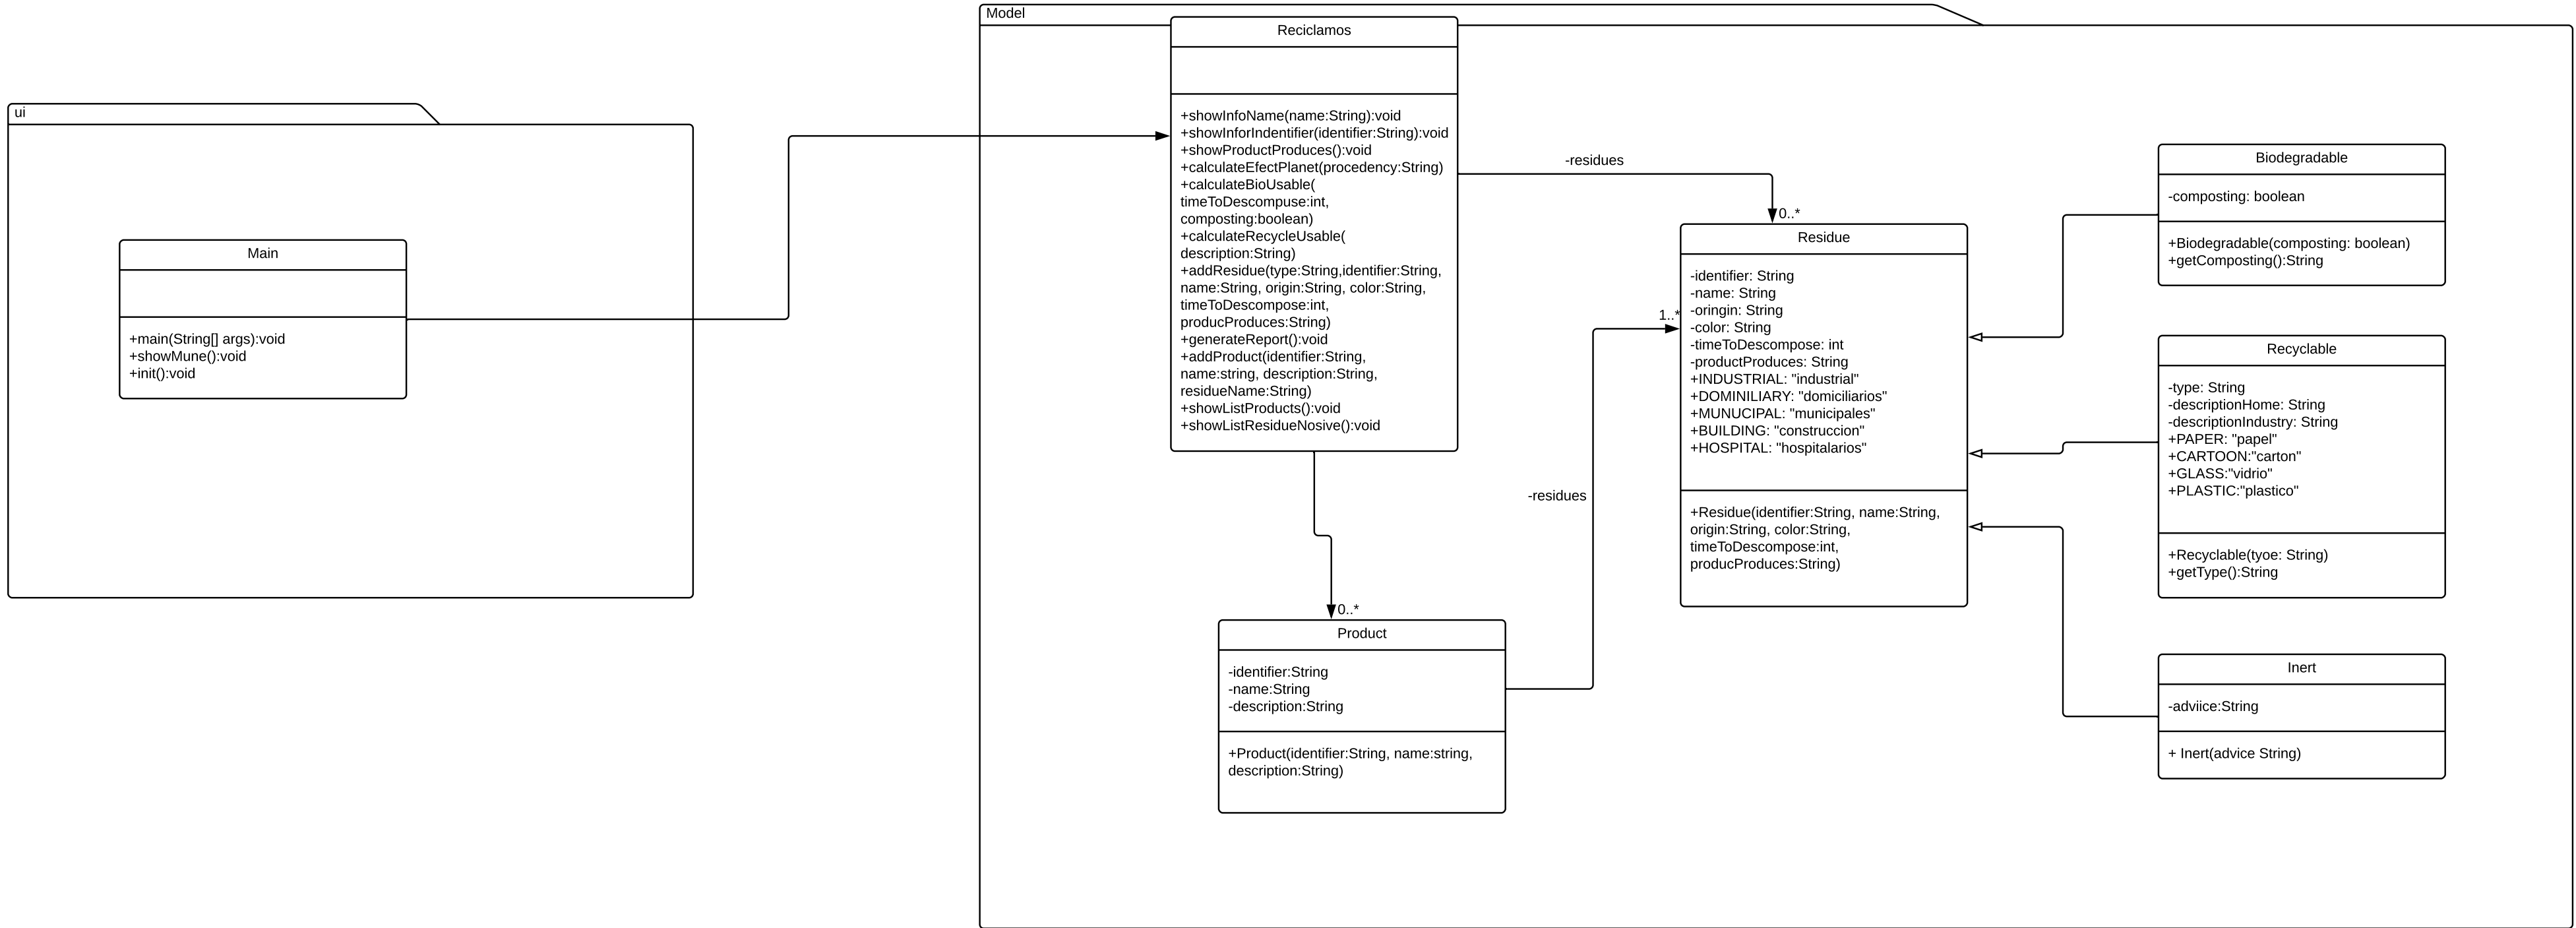 ui
Main
+main(String[] args):void
+showMune():void
+init():void
Model
Reciclamos
+showInfoName(name:String):void
+showInforIndentifier(identifier:String):void
+showProductProduces():void
+calculateEfectPlanet(procedency:String)
+calculateBioUsable(
timeToDescompuse:int,
composting:boolean)
+calculateRecycleUsable(
description:String)
+addResidue(type:String,identifier:String,
name:String, origin:String, color:String,
timeToDescompose:int,
producProduces:String)
+generateReport():void
+addProduct(identifier:String,
name:string, description:String,
residueName:String)
+showListProducts():void
+showListResidueNosive():void
-residues
0..*
0..*
Product
-identifier:String
-name:String
-description:String
+Product(identifier:String, name:string,
description:String)
-residues
1..*
Residue
-identifier: String
-name: String
-oringin: String
-color: String
-timeToDescompose: int
-productProduces: String
+INDUSTRIAL: "industrial"
+DOMINILIARY: "domiciliarios"
+MUNUCIPAL: "municipales"
+BUILDING: "construccion"
+HOSPITAL: "hospitalarios"
+Residue(identifier:String, name:String,
origin:String, color:String,
timeToDescompose:int,
producProduces:String)
Biodegradable
-composting: boolean
+Biodegradable(composting: boolean)
+getComposting():String
Recyclable
-type: String
-descriptionHome: String
-descriptionIndustry: String
+PAPER: "papel"
+CARTOON:"carton"
+GLASS:"vidrio"
+PLASTIC:"plastico"
+Recyclable(tyoe: String)
+getType():String
Inert
-adviice:String
+ Inert(advice String)